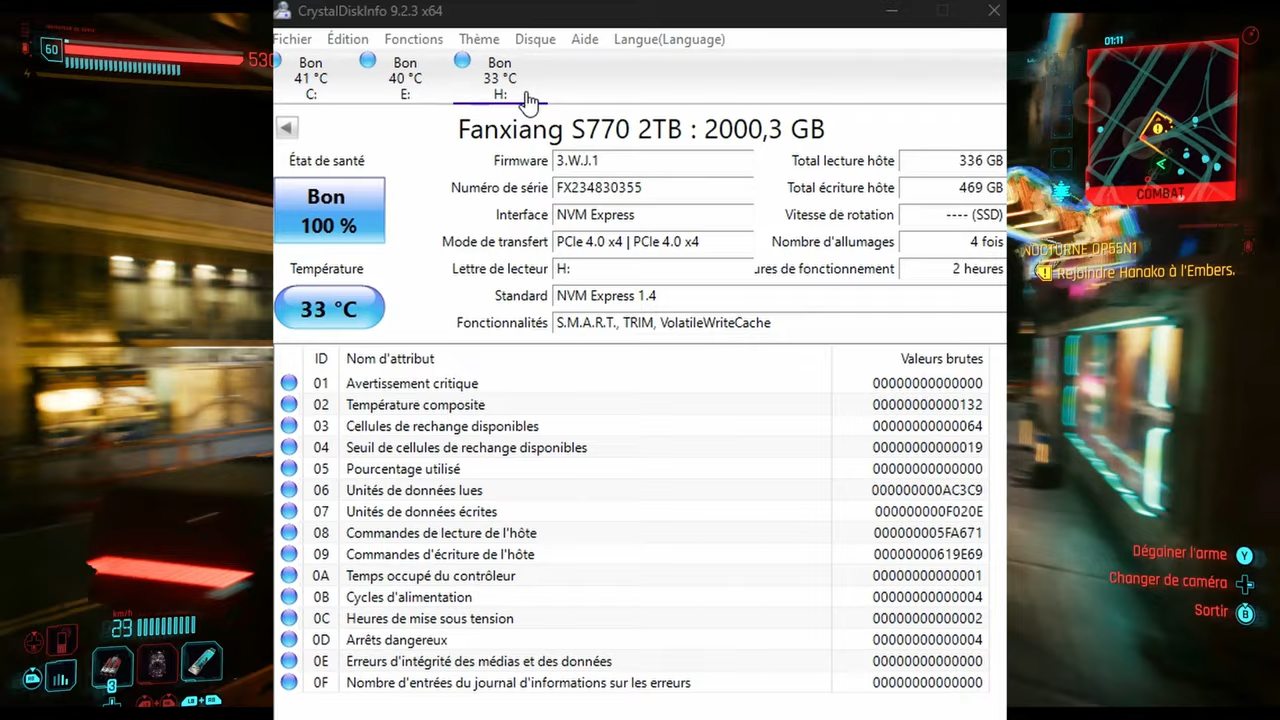 CrystalDiskInfo 9.2.3 x64
Fichier Édition Fonctions Thème Disque Aide Langue(Language)
Bon Bon Bon
41 °C 40 °C 33 °C
C: E: H:
Fanxiang S770 2TB : 2000,3 GB
État de santé
Bon
100 %
Température
33 °C
Firmware 3.W.J.1
Numéro de série FX234830355
Interface NVM Express
Mode de transfert PCIe 4.0 x4 | PCIe 4.0 x4
Lettre de lecteur H:
Standard NVM Express 1.4
Fonctionnalités S.M.A.R.T., TRIM, VolatileWriteCache
Total lecture hôte 336 GB
Total écriture hôte 469 GB
Vitesse de rotation ---- (SSD)
Nombre d'allumages 4 fois
ures de fonctionnement 2 heures
ID Nom d'attribut Valeurs brutes
01 Avertissement critique 00000000000000
02 Température composite 00000000000132
03 Cellules de rechange disponibles 00000000000064
04 Seuil de cellules de rechange disponibles 00000000000019
05 Pourcentage utilisé 00000000000000
06 Unités de données lues 000000000AC3C9
07 Unités de données écrites 000000000F020E
08 Commandes de lecture de l'hôte 000000005FA671
09 Commandes d'écriture de l'hôte 00000000619E69
0A Temps occupé du contrôleur 00000000000001
0B Cycles d'alimentation 00000000000004
0C Heures de mise sous tension 00000000000002
0D Arrêts dangereux 00000000000004
0E Erreurs d'intégrité des médias et des données 00000000000000
0F Nombre d'entrées du journal d'informations sur les erreurs 00000000000000
60
530
km/h
23
3
01:11
COMBAT
NOCTURNE OP55N1
Rejoindre Hanako à l'Embers.
Dégainer l'arme Y
Changer de caméra
Sortir B